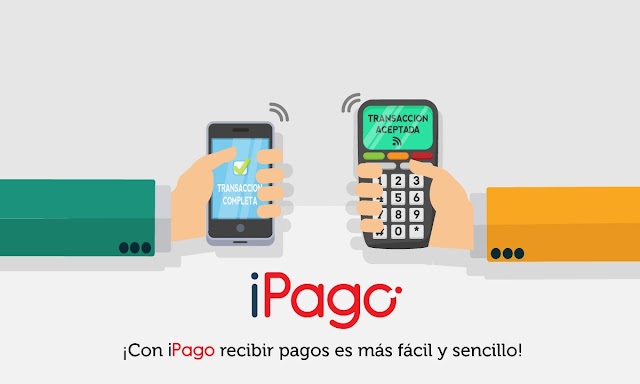 TRANSACCION
ACEPTADA
TRANSACCION
COMPLETA
1 2 3
4 5 6
7 8 9
0 *
iPago
¡Con iPago recibir pagos es más fácil y sencillo!